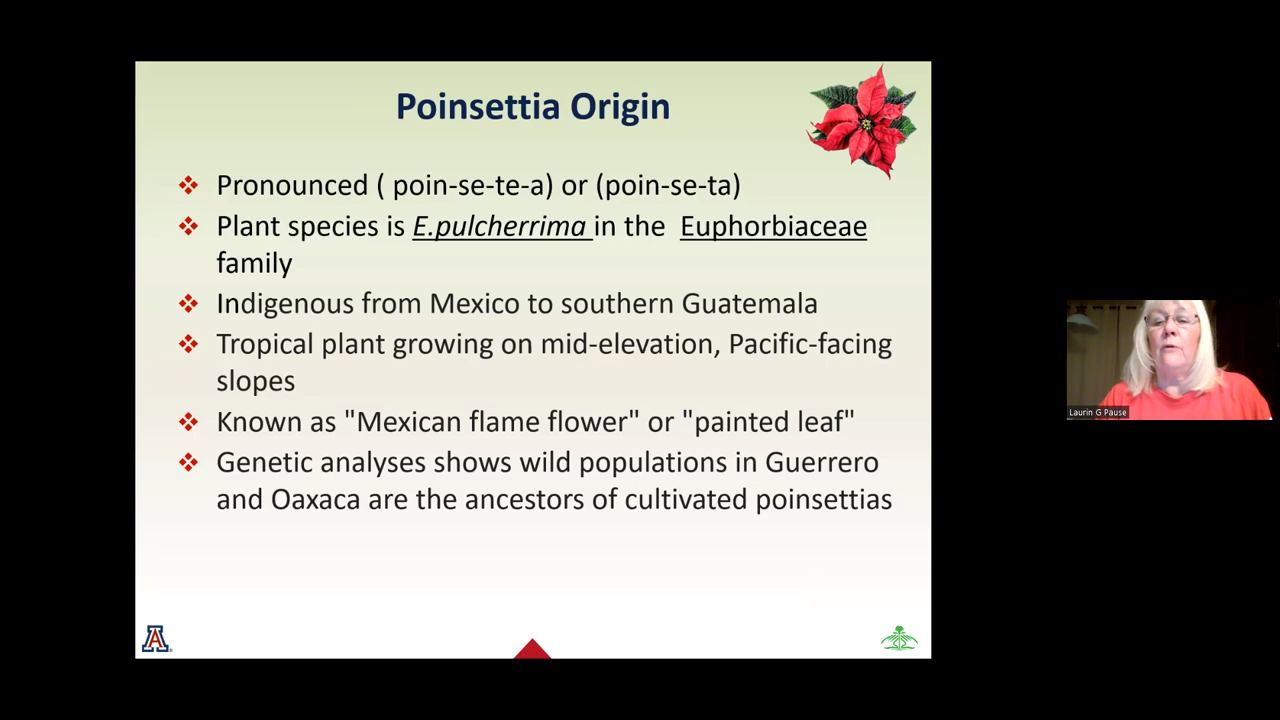 Poinsettia Origin
Pronounced ( poin-se-te-a) or (poin-se-ta)
Plant species is E.pulcherrima in the Euphorbiaceae
family
Indigenous from Mexico to southern Guatemala
Tropical plant growing on mid-elevation, Pacific-facing
slopes
Known as "Mexican flame flower" or "painted leaf"
Genetic analyses shows wild populations in Guerrero
and Oaxaca are the ancestors of cultivated poinsettias
A
Laurin G Pause